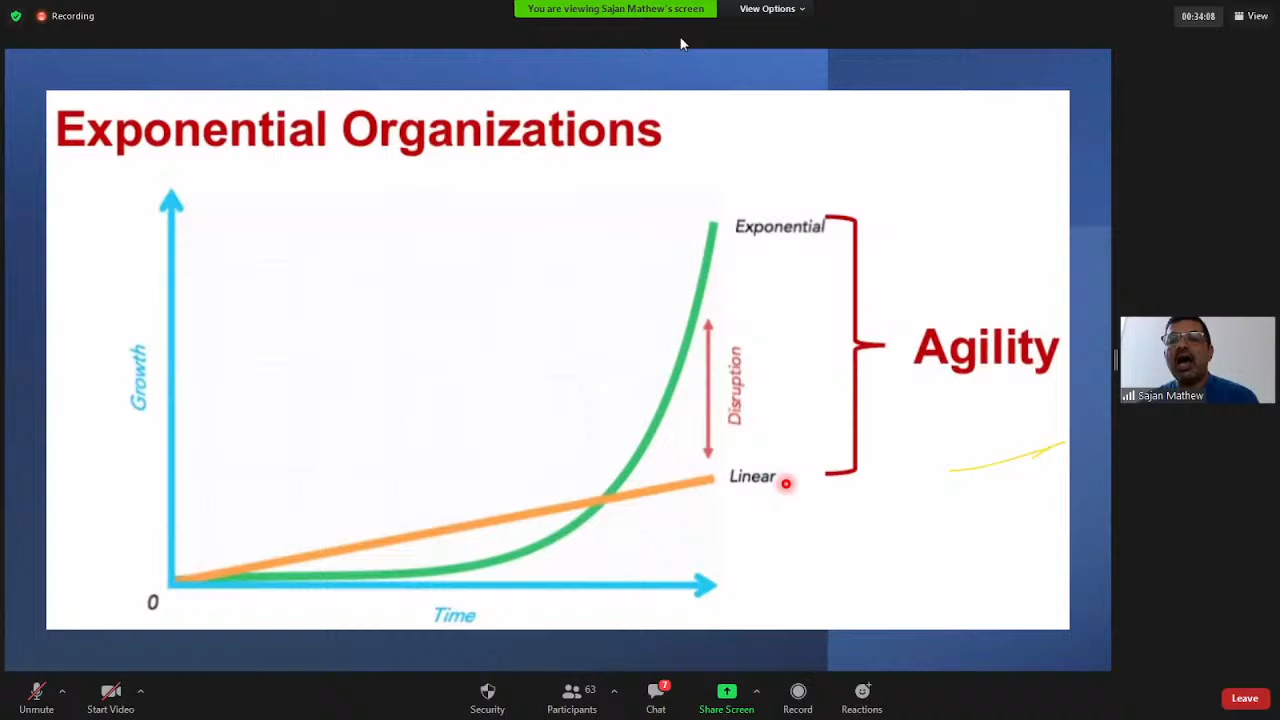 Recording
You are viewing Sajan Mathew's screen
View Options
00:34:08
View
Exponential Organizations
Exponential
Growth
Disruption
Agility
Linear
Sajan Mathew
0
Time
Unmute
Start Video
Security
63
Participants
7
Chat
Share Screen
Record
Reactions
Leave